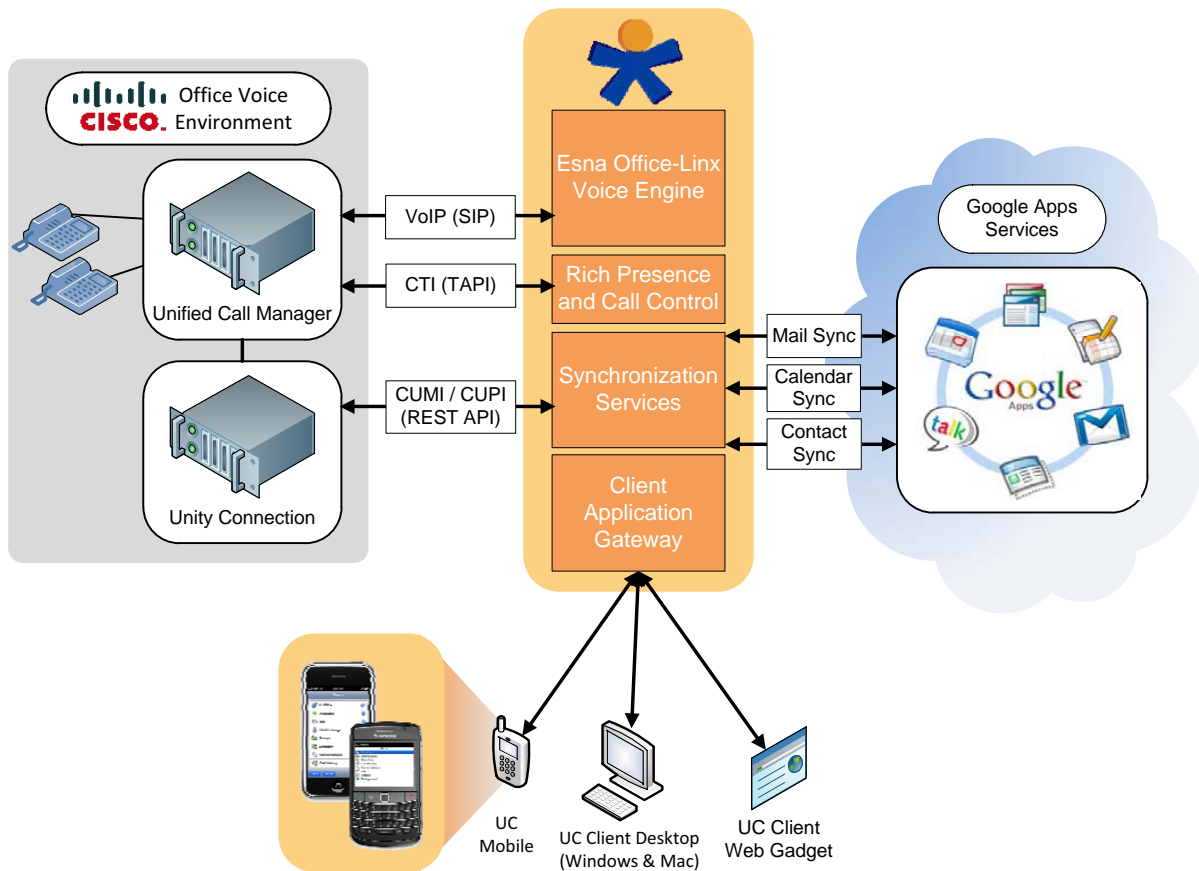 CISCO.
Office Voice
Environment
Unified Call Manager
Unity Connection
VoIP (SIP)
CTI (TAPI)
CUMI / CUPI
(REST API)
Esna Office-Linx
Voice Engine
Rich Presence
and Call Control
Synchronization
Services
Client
Application
Gateway
Mail Sync
Calendar
Sync
Contact
Sync
Google Apps
Services
Google
Apps
talk
UC
Mobile
UC Client Desktop
(Windows & Mac)
UC Client
Web Gadget